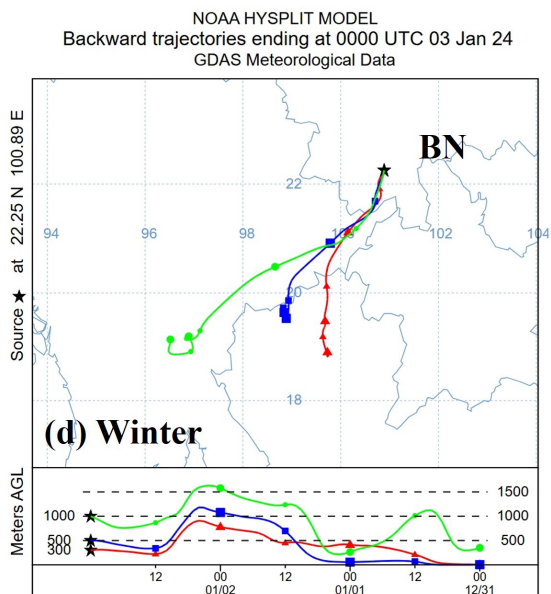 NOAA HYSPLIT MODEL
Backward trajectories ending at 0000 UTC 03 Jan 24
GDAS Meteorological Data
Source ★ at 22.25 N 100.89 E
BN
22
94 96 98 100 102 104
20
18
(d) Winter
Meters AGL
1500
1000 1000
500 500
300
12 00 12 00 12 00
01/02 01/01 12/31